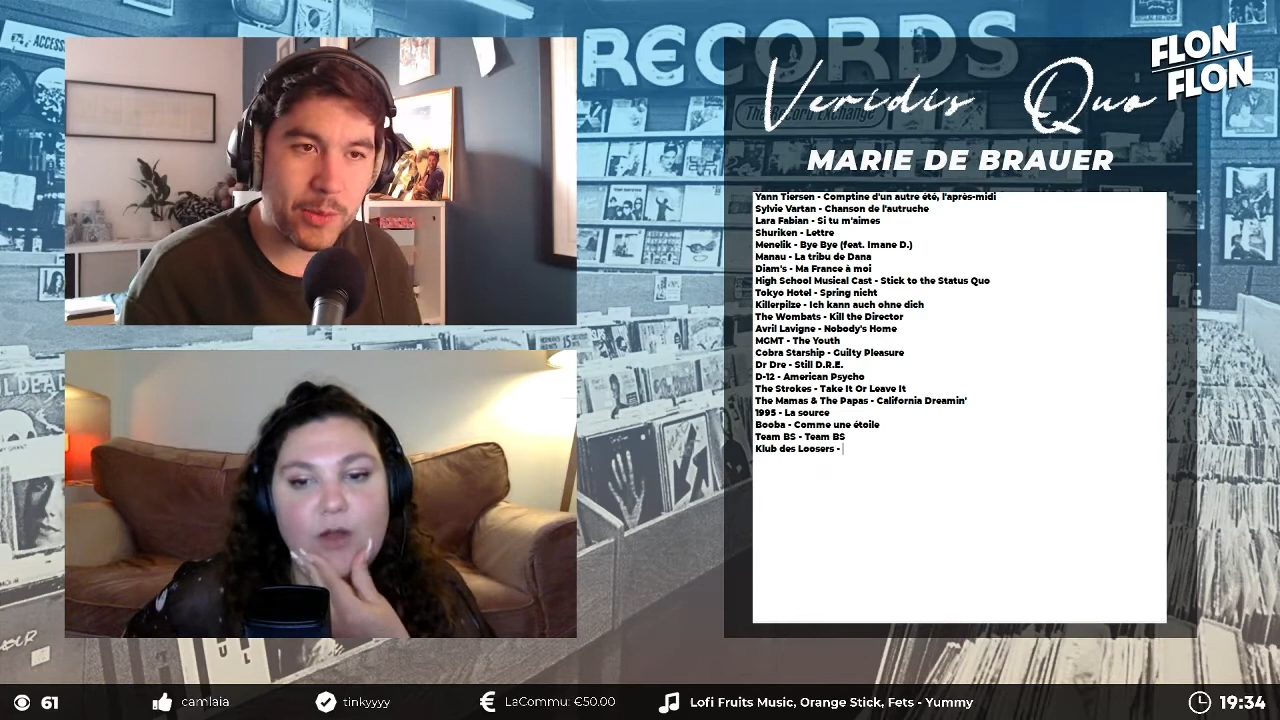 RECORDS
ACCESS
The Record Exchange
Veridis Quo
FLON
FLON
MARIE DE BRAUER
Yann Tiersen - Comptine d'un autre été, l'après-midi
Sylvie Vartan - Chanson de l'autruche
Lara Fabian - Si tu m'aimes
Shuriken - Lettre
Menelik - Bye Bye (feat. Imane D.)
Manau - La tribu de Dana
Diam's - Ma France à moi
High School Musical Cast - Stick to the Status Quo
Tokyo Hotel - Spring nicht
Killerpilze - Ich kann auch ohne dich
The Wombats - Kill the Director
Avril Lavigne - Nobody's Home
MGMT - The Youth
Cobra Starship - Guilty Pleasure
Dr Dre - Still D.R.E.
D-12 - American Psycho
The Strokes - Take It Or Leave It
The Mamas & The Papas - California Dreamin'
1995 - La source
Booba - Comme une étoile
Team BS - Team BS
Klub des Loosers -
61
camlaia
tinkyyyy
€ LaCommu: €50.00
Lofi Fruits Music, Orange Stick, Fets - Yummy
19:34